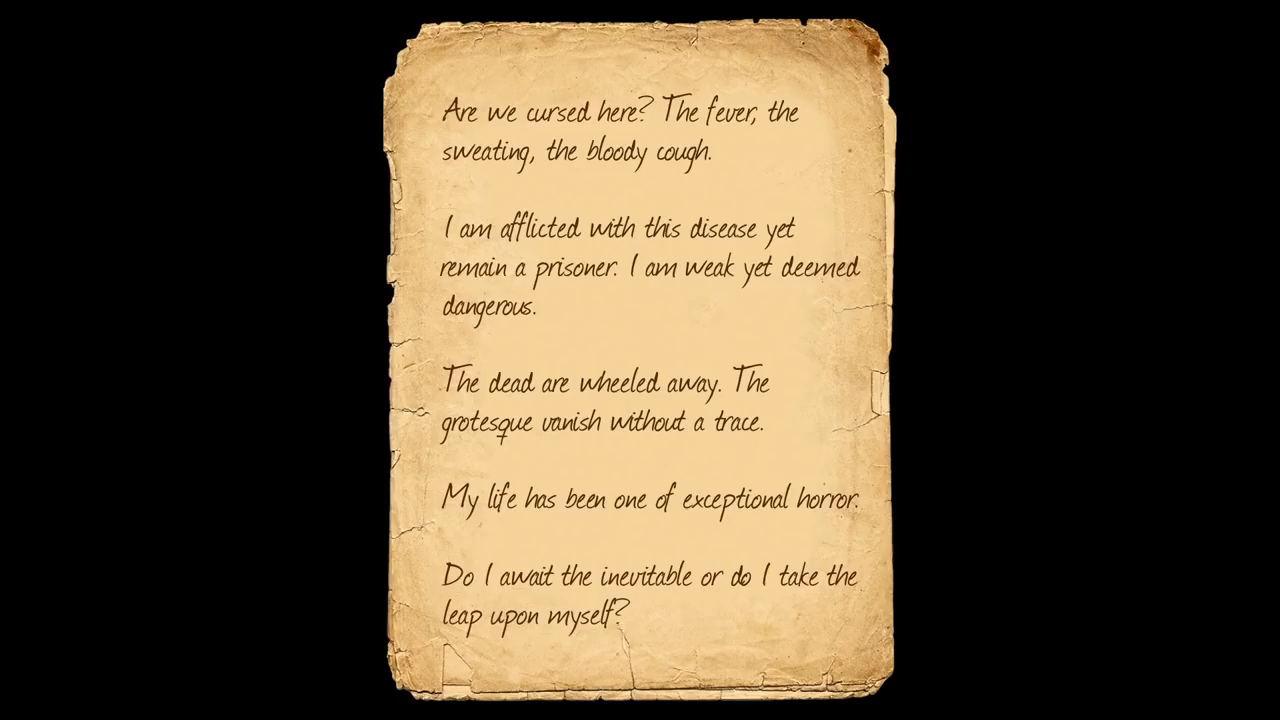 Are we cursed here? The fever, the
sweating, the bloody cough.
I am afflicted with this disease yet
remain a prisoner. I am weak yet deemed
dangerous.
The dead are wheeled away. The
grotesque vanish without a trace.
My life has been one of exceptional horror.
Do I await the inevitable or do I take the
leap upon myself?